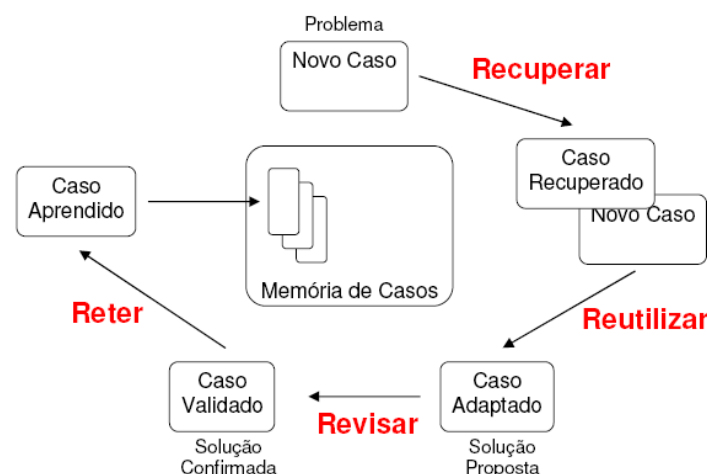 Problema
Novo Caso
Recuperar
Caso
Recuperado
Novo Caso
Caso
Aprendido
Memória de Casos
Reter
Reutilizar
Caso
Validado
Caso
Adaptado
Revisar
Solução
Confirmada
Solução
Proposta